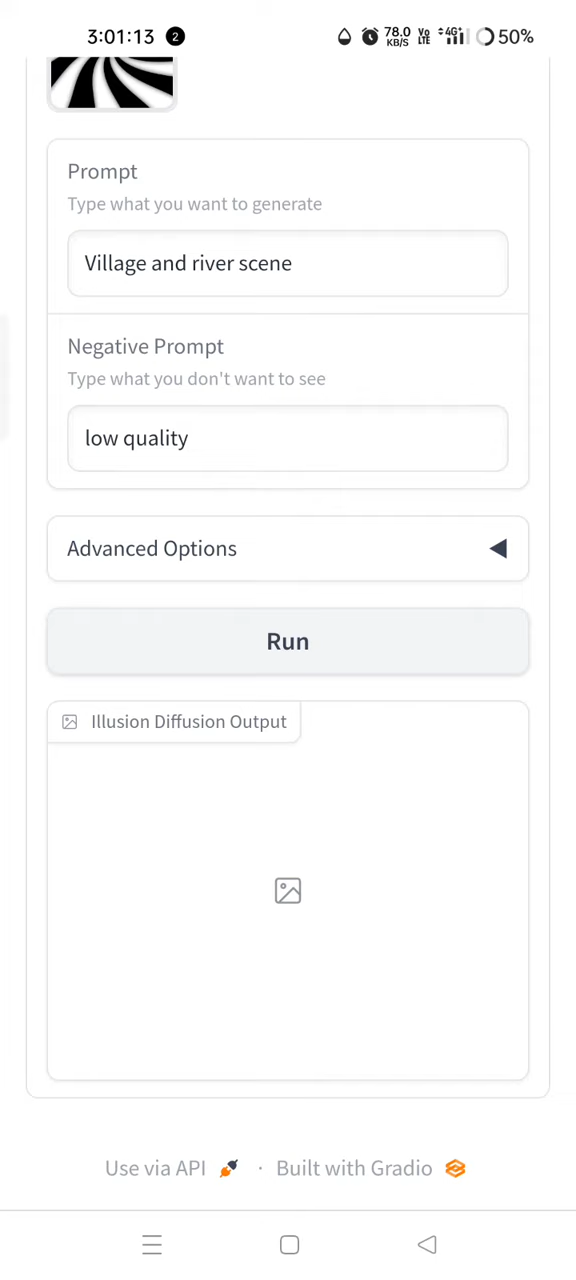 3:01:13 2 78.0 KB/S Vo LTE 4G+ 50%
Prompt
Type what you want to generate
Village and river scene
Negative Prompt
Type what you don't want to see
low quality
Advanced Options
Run
Illusion Diffusion Output
Use via API · Built with Gradio